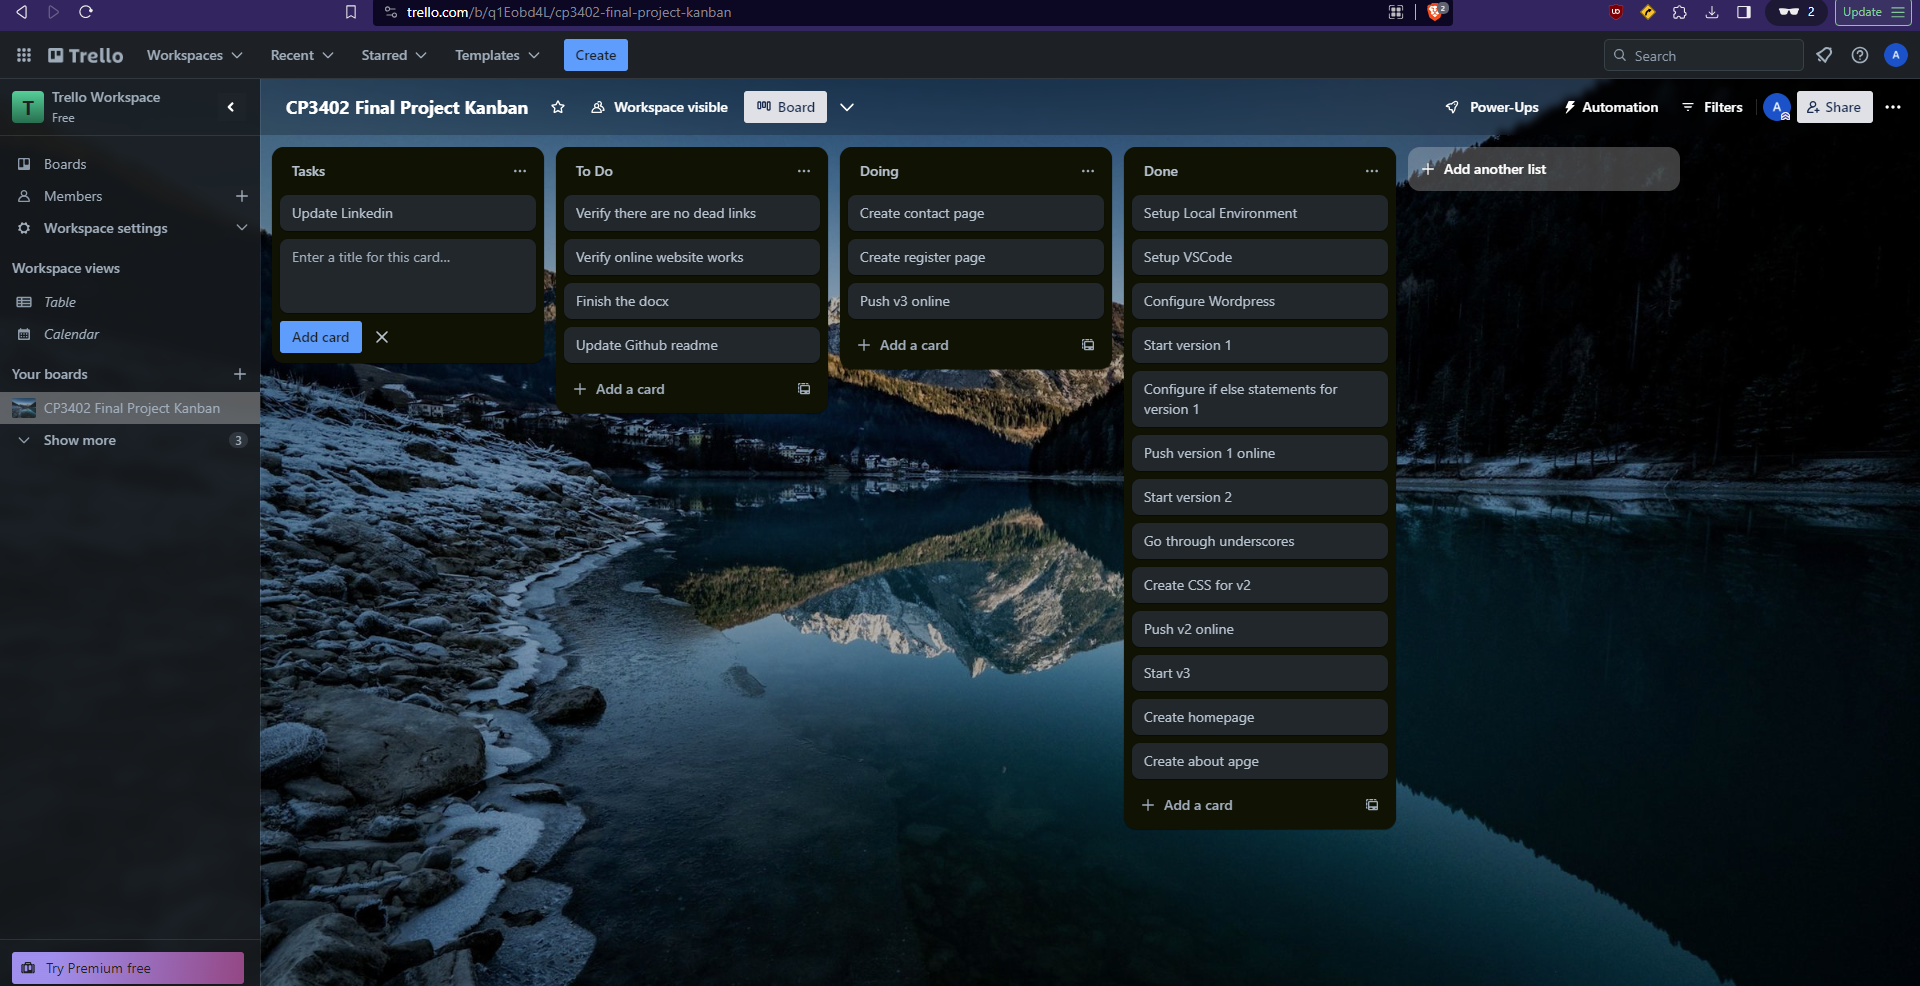 trello.com/b/q1Eobd4L/cp3402-final-project-kanban
2
2
Update
Trello
Workspaces
Recent
Starred
Templates
Create
Search
A
T
Trello Workspace
Free
CP3402 Final Project Kanban
Workspace visible
Board
Power-Ups
Automation
Filters
A
Share
Boards
Members
Workspace settings
Workspace views
Table
Calendar
Your boards
CP3402 Final Project Kanban
Show more
3
Try Premium free
Tasks
Update Linkedin
Enter a title for this card...
Add card
To Do
Verify there are no dead links
Verify online website works
Finish the docx
Update Github readme
Add a card
Doing
Create contact page
Create register page
Push v3 online
Add a card
Done
Setup Local Environment
Setup VSCode
Configure Wordpress
Start version 1
Configure if else statements for
version 1
Push version 1 online
Start version 2
Go through underscores
Create CSS for v2
Push v2 online
Start v3
Create homepage
Create about apge
Add a card
Add another list